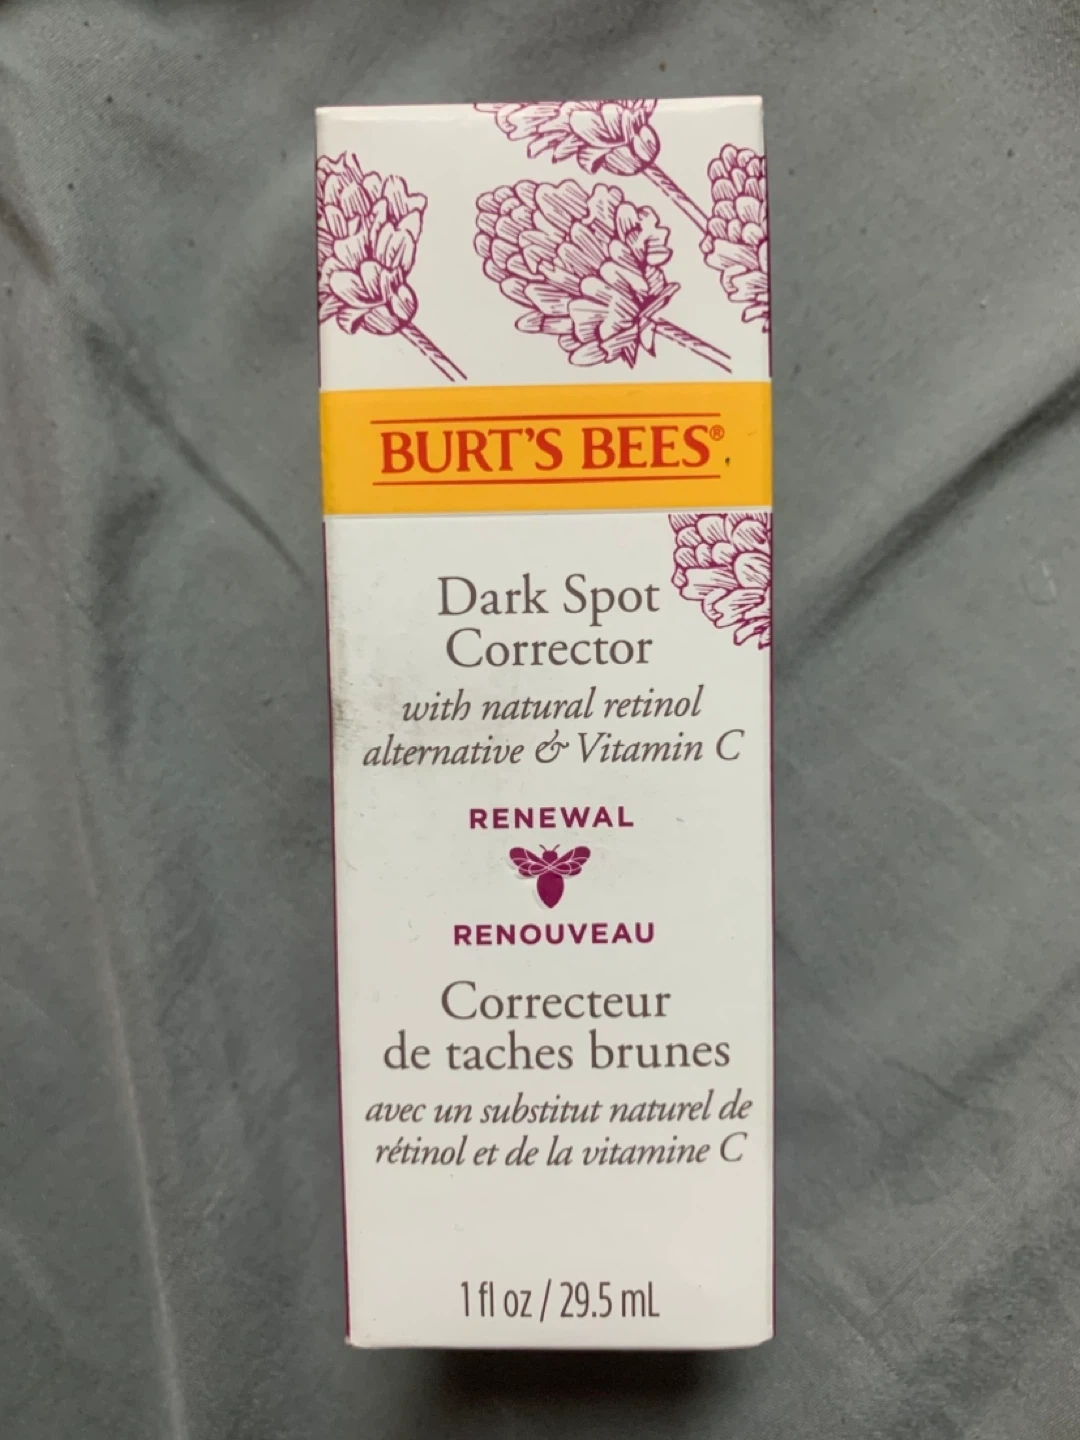 BURT'S BEES®
Dark Spot
Corrector
with natural retinol
alternative & Vitamin C
RENEWAL
RENOUVEAU
Correcteur
de taches brunes
avec un substitut naturel de
rétinol et de la vitamine C
1 fl oz / 29.5 mL